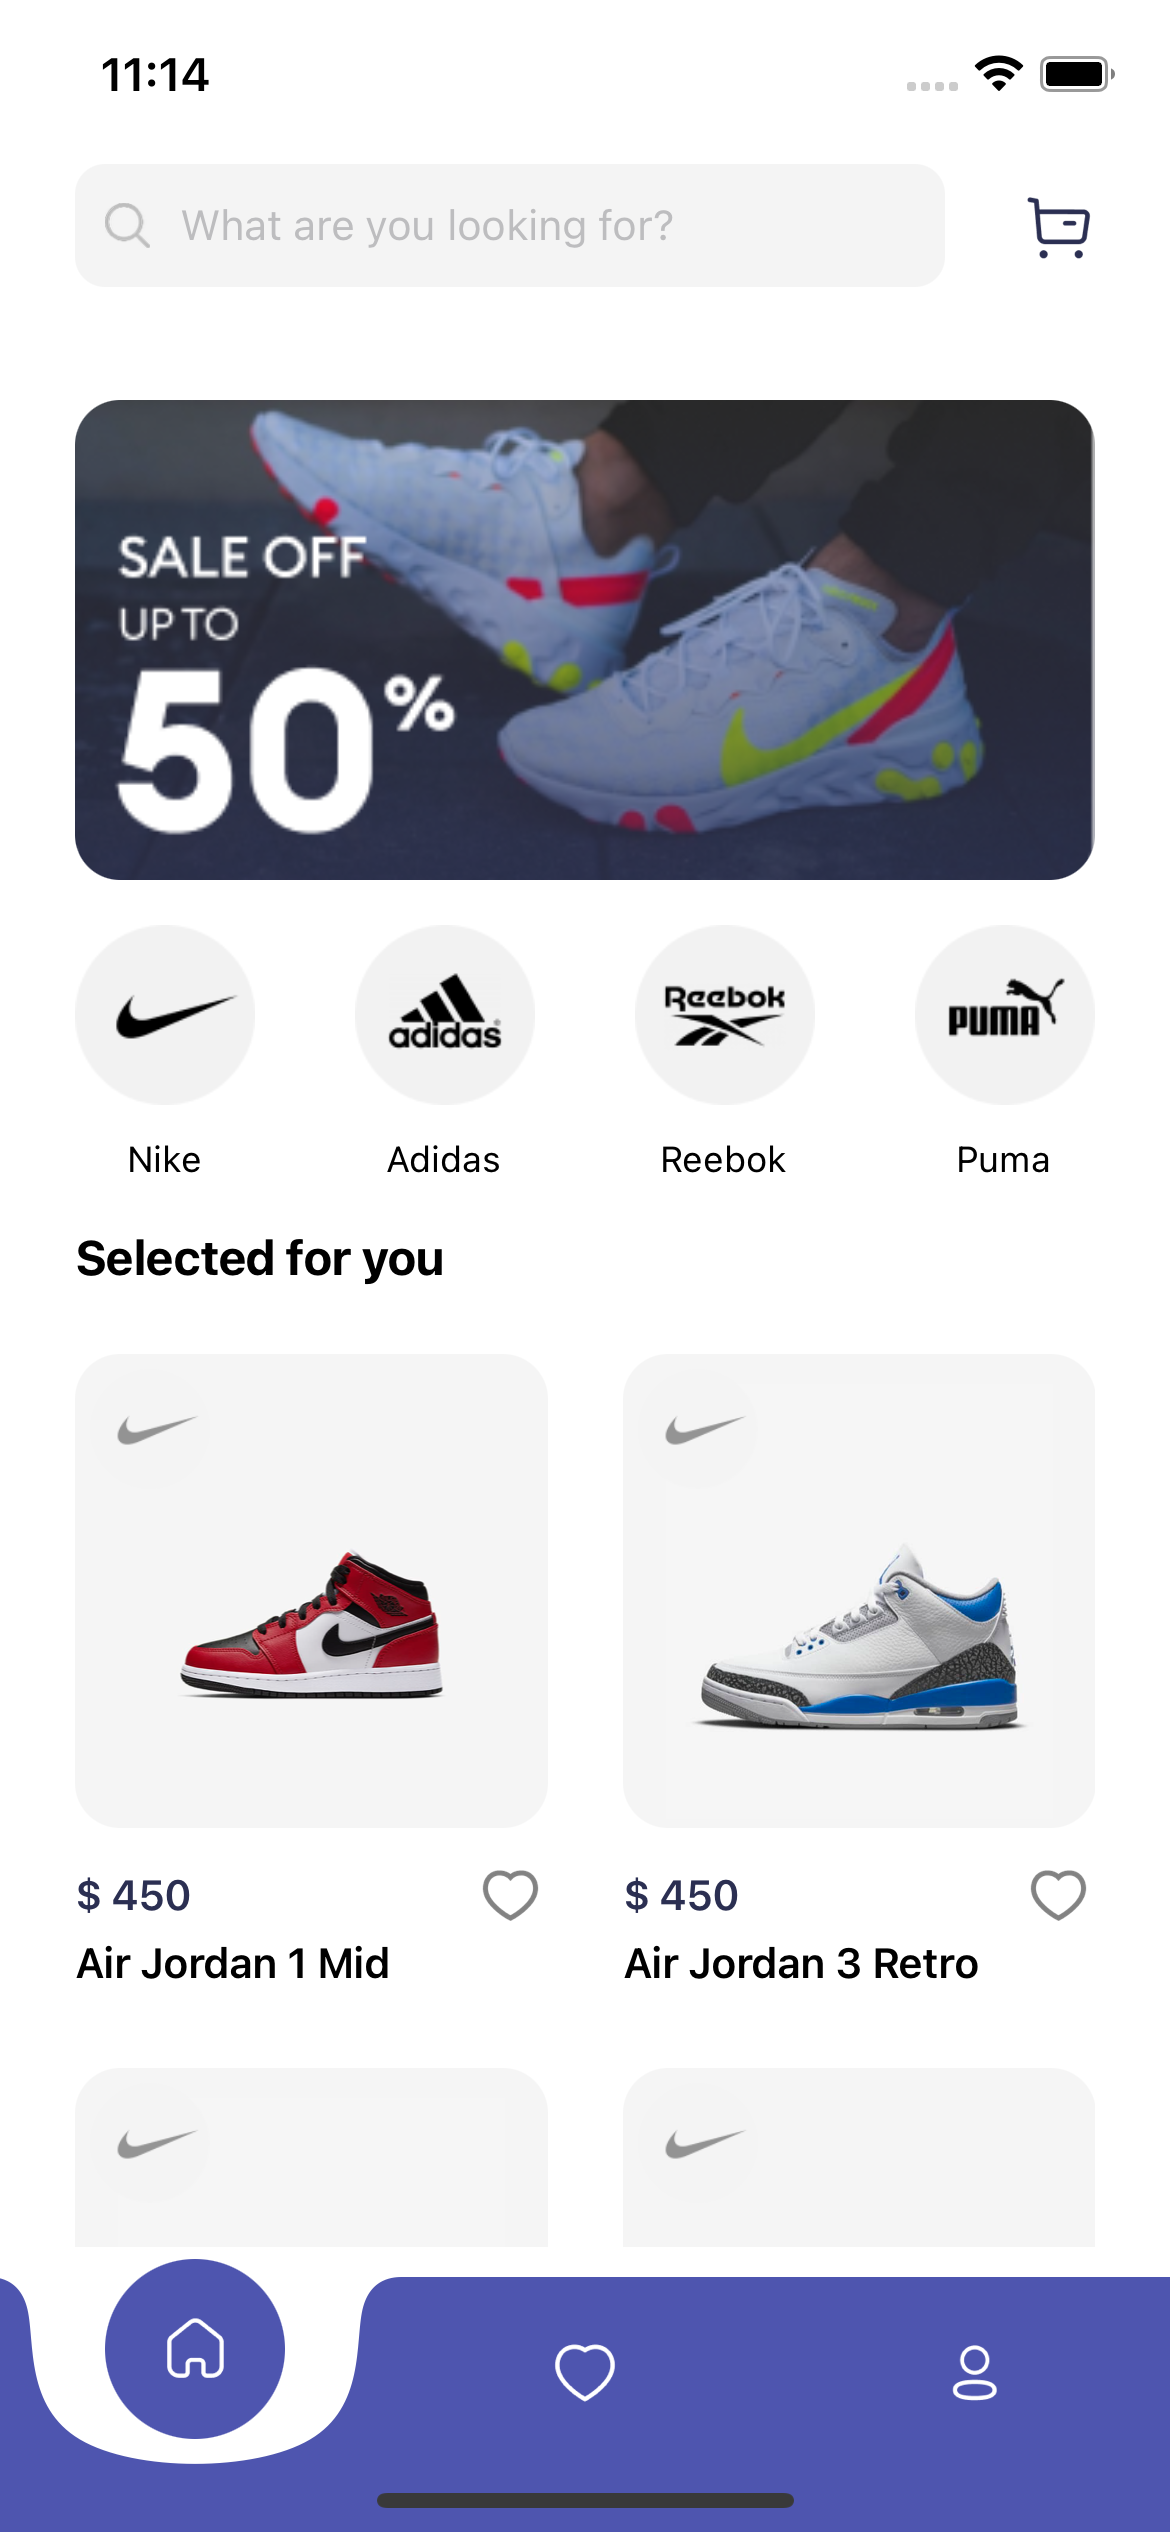 11:14
What are you looking for?
SALE OFF
UP TO
50%
adidas
Reebok
PUMA
Nike
Adidas
Reebok
Puma
Selected for you
$ 450
$ 450
Air Jordan 1 Mid
Air Jordan 3 Retro